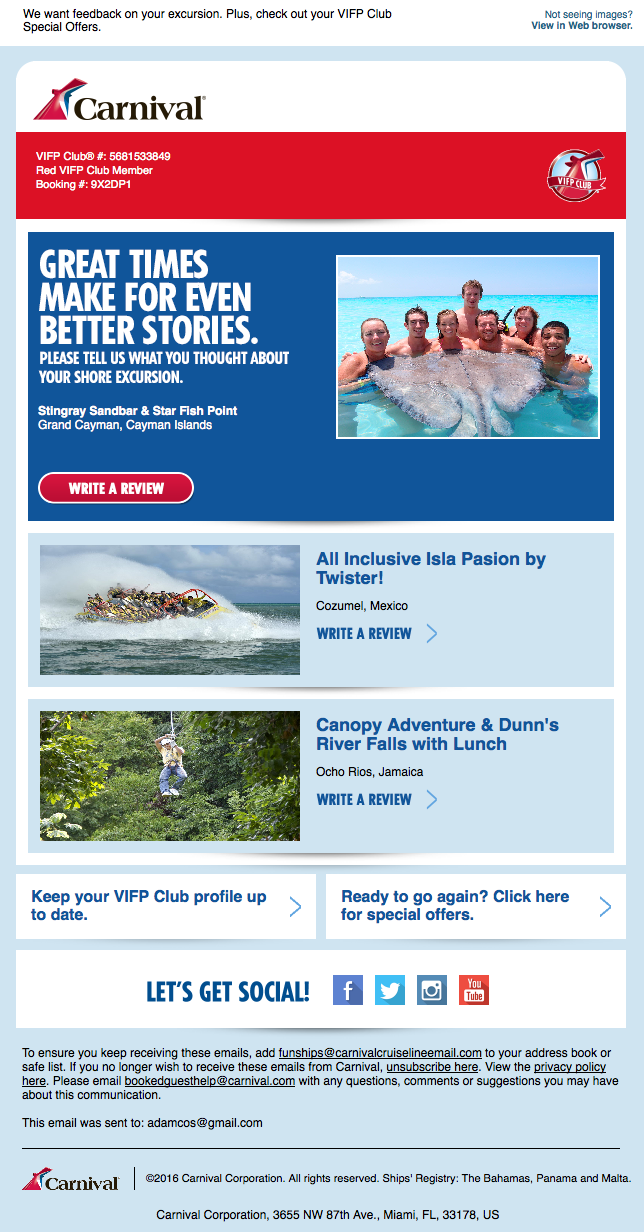 We want feedback on your excursion. Plus, check out your VIFP Club
Special Offers.
Not seeing images?
View in Web browser.
Carnival®
VIFP Club® #: 5681533849
Red VIFP Club Member
Booking #: 9X2DP1
VIFP CLUB
GREAT TIMES
MAKE FOR EVEN
BETTER STORIES.
PLEASE TELL US WHAT YOU THOUGHT ABOUT
YOUR SHORE EXCURSION.
Stingray Sandbar & Star Fish Point
Grand Cayman, Cayman Islands
WRITE A REVIEW
All Inclusive Isla Pasion by
Twister!
Cozumel, Mexico
WRITE A REVIEW
Canopy Adventure & Dunn's
River Falls with Lunch
Ocho Rios, Jamaica
WRITE A REVIEW
Keep your VIFP Club profile up
to date.
Ready to go again? Click here
for special offers.
LET'S GET SOCIAL!
You
Tube
To ensure you keep receiving these emails, add funships@carnivalcruiselineemail.com to your address book or
safe list. If you no longer wish to receive these emails from Carnival, unsubscribe here. View the privacy policy
here. Please email bookedguesthelp@carnival.com with any questions, comments or suggestions you may have
about this communication.
This email was sent to: adamcos@gmail.com
Carnival
©2016 Carnival Corporation. All rights reserved. Ships' Registry: The Bahamas, Panama and Malta.
Carnival Corporation, 3655 NW 87th Ave., Miami, FL, 33178, US